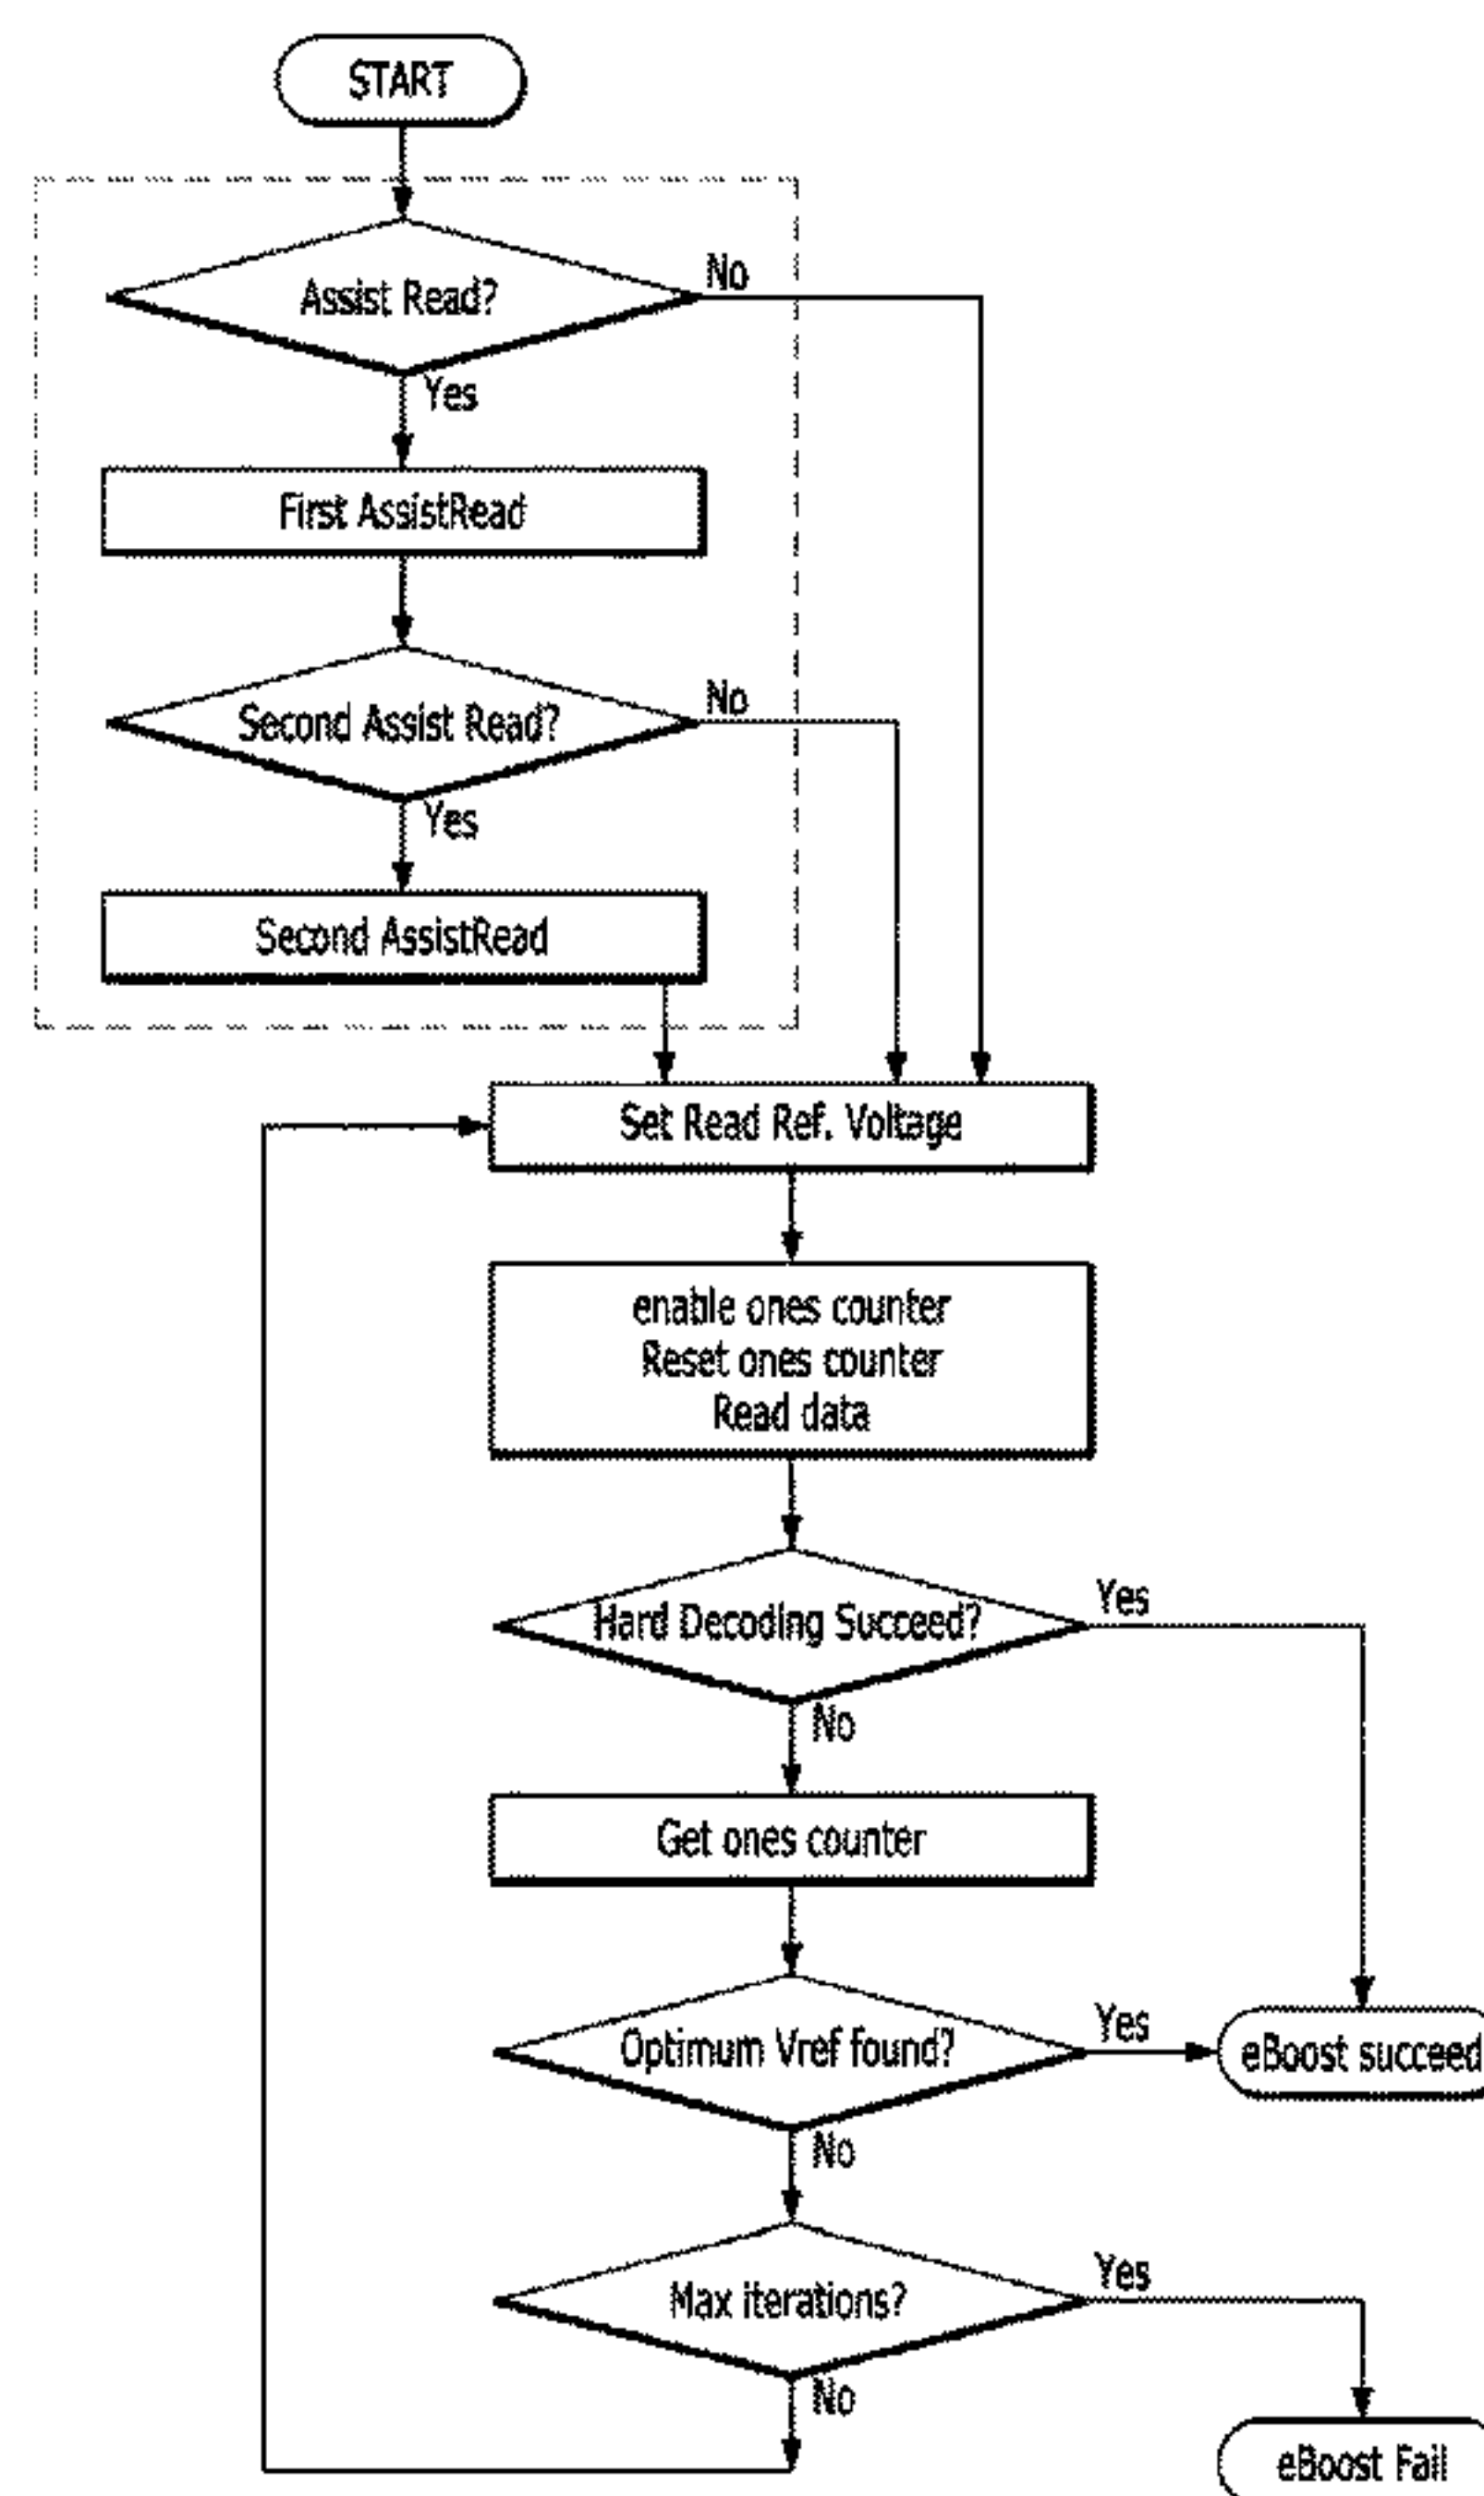 START
Assist Read?
No
Yes
First AssistRead
Second Assist Read?
No
Yes
Second AssistRead
Set Read Ref. Voltage
enable ones counter
Reset ones counter
Read data
Hard Decoding Succeed?
Yes
No
Get ones counter
Optimum Vref found?
Yes
eBoost succeed
No
Max iterations?
Yes
No
eBoost Fail